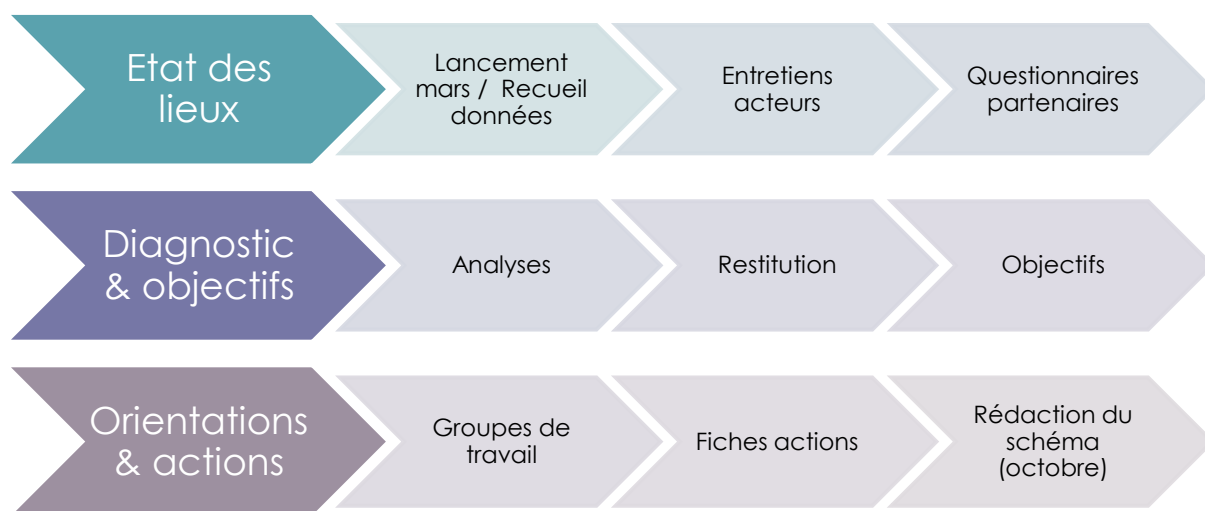 Etat des
lieux
Lancement
mars / Recueil
données
Entretiens
acteurs
Questionnaires
partenaires
Diagnostic
& objectifs
Analyses
Restitution
Objectifs
Orientations
& actions
Groupes de
travail
Fiches actions
Rédaction du
schéma
(octobre)